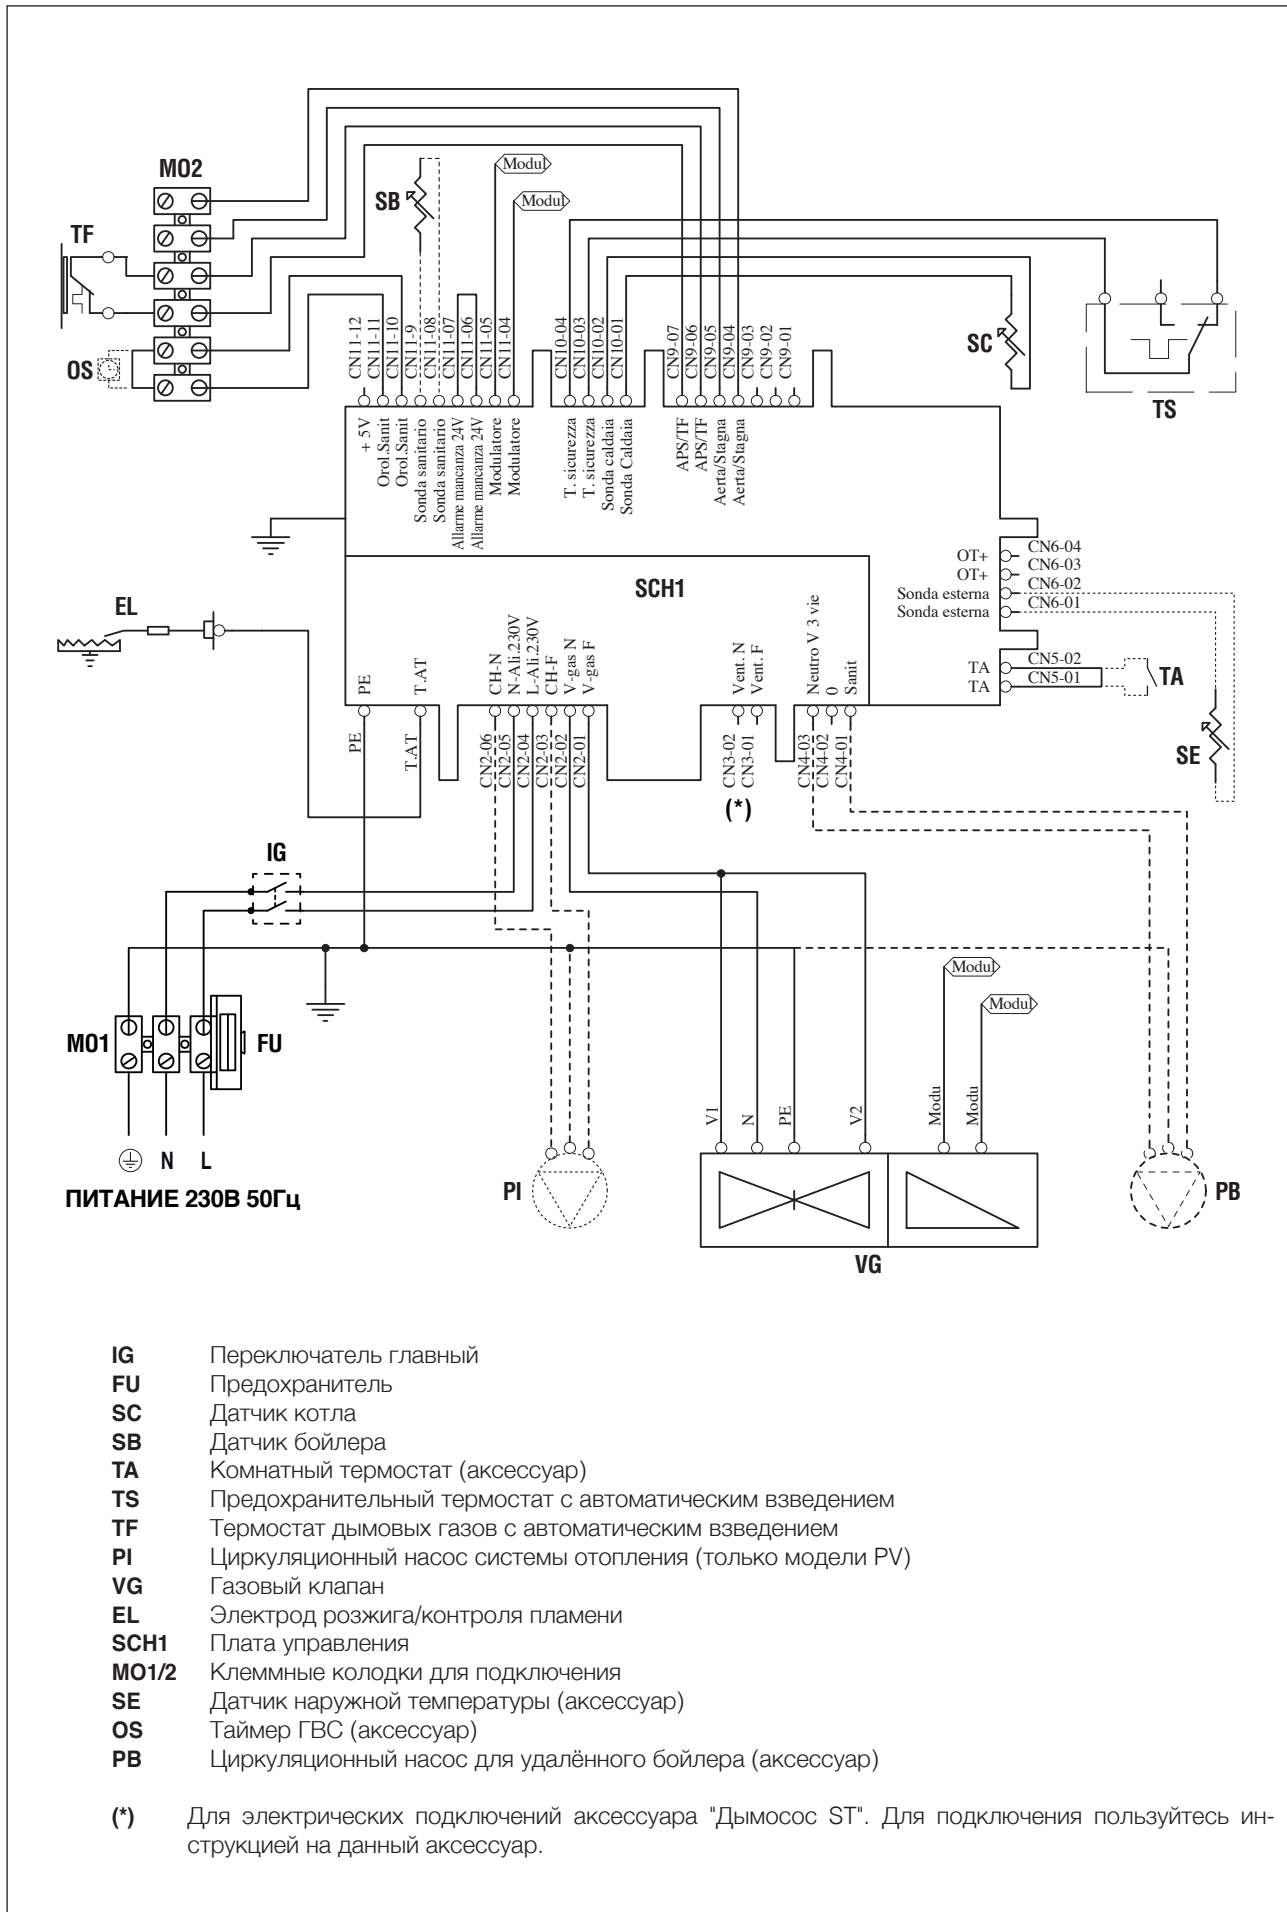 MO2
Modul
SB
Modul
TF
OS
SC
TS
CN11-12
CN11-11
CN11-10
CN11-9
CN11-08
CN11-07
CN11-06
CN11-05
CN11-04
CN10-04
CN10-03
CN10-02
CN10-01
CN9-07
CN9-06
CN9-05
CN9-04
CN9-03
CN9-02
CN9-01
+ 5V
Orol.Sanit
Orol.Sanit
Sonda sanitario
Sonda sanitario
Allarme mancanza 24V
Allarme mancanza 24V
Modulatore
Modulatore
T. sicurezza
T. sicurezza
Sonda caldaia
Sonda Caldaia
APS/TF
APS/TF
Aerta/Stagna
Aerta/Stagna
SCH1
OT+ CN6-04
OT+ CN6-03
Sonda esterna CN6-02
Sonda esterna CN6-01
TA CN5-02
TA CN5-01
TA
SE
EL
PE
T.AT
CH-N
N-Ali.230V
L-Ali.230V
CH-F
V-gas N
V-gas F
Vent. N
Vent. F
Neutro V 3 vie
0
Sanit
PE
T.AT
CN2-06
CN2-05
CN2-04
CN2-03
CN2-02
CN2-01
CN3-02
CN3-01
CN4-03
CN4-02
CN4-01
(*)
IG
Modul
Modul
MO1
FU
V1
N
PE
V2
Modu
Modu
N L
ПИТАНИЕ 230В 50Гц
PI
PB
VG
IG Переключатель главный
FU Предохранитель
SC Датчик котла
SB Датчик бойлера
TA Комнатный термостат (аксессуар)
TS Предохранительный термостат с автоматическим взведением
TF Термостат дымовых газов с автоматическим взведением
PI Циркуляционный насос системы отопления (только модели PV)
VG Газовый клапан
EL Электрод розжига/контроля пламени
SCH1 Плата управления
MO1/2 Клеммные колодки для подключения
SE Датчик наружной температуры (аксессуар)
OS Таймер ГВС (аксессуар)
PB Циркуляционный насос для удалённого бойлера (аксессуар)
(*) Для электрических подключений аксессуара "Дымосос ST". Для подключения пользуйтесь ин-
струкцией на данный аксессуар.